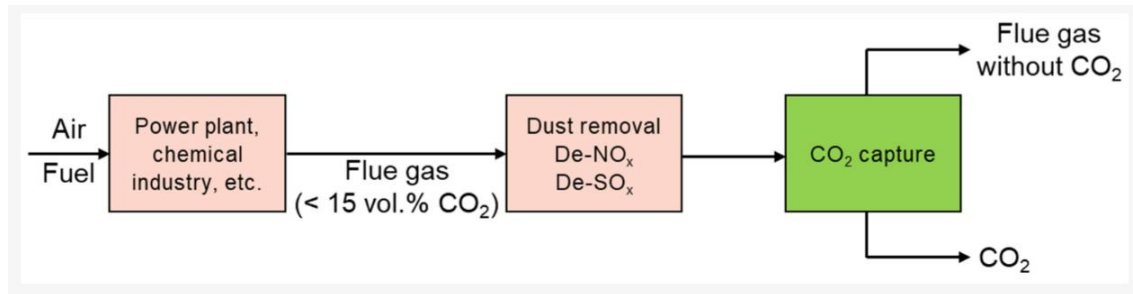 Air
Fuel
Power plant,
chemical
industry, etc.
Flue gas
(< 15 vol.% CO₂)
Dust removal
De-NOₓ
De-SOₓ
CO₂ capture
Flue gas
without CO₂
CO₂